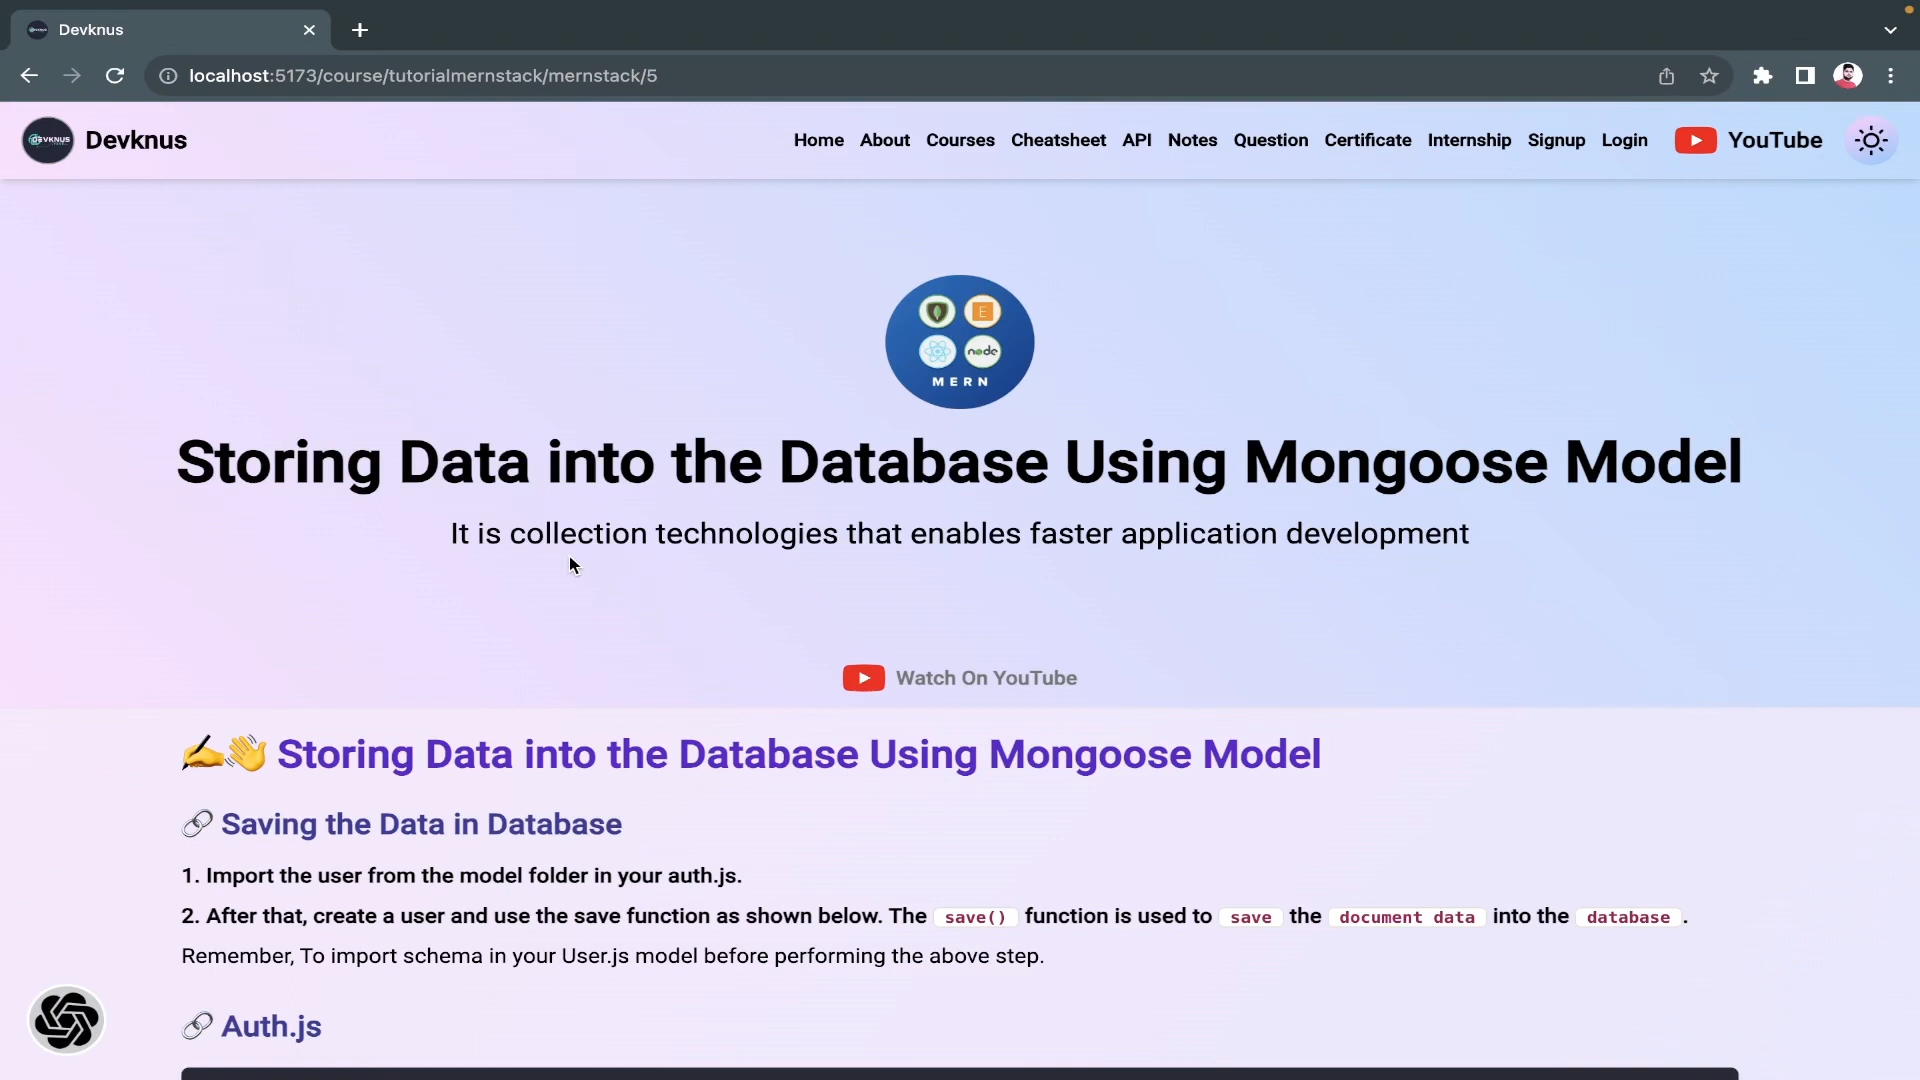 Devknus
localhost:5173/course/tutorialmernstack/mernstack/5
DEVKNUS
Devknus
Home About Courses Cheatsheet API Notes Question Certificate Internship Signup Login YouTube
E
node
MERN
Storing Data into the Database Using Mongoose Model
It is collection technologies that enables faster application development
Watch On YouTube
✍️👋 Storing Data into the Database Using Mongoose Model
🔗 Saving the Data in Database
1. Import the user from the model folder in your auth.js.
2. After that, create a user and use the save function as shown below. The save() function is used to save the document data into the database .
Remember, To import schema in your User.js model before performing the above step.
🔗 Auth.js